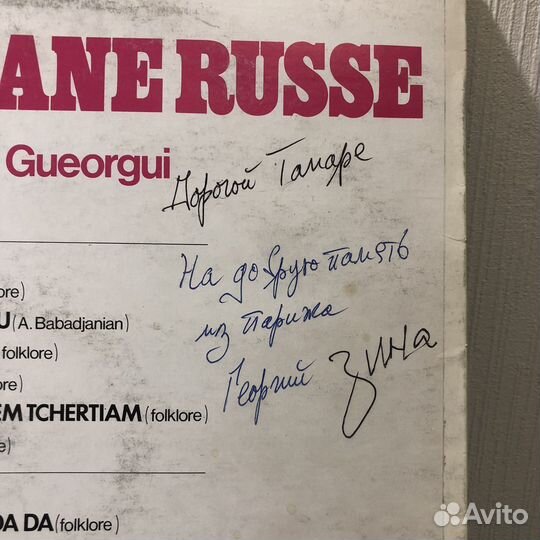 ANE RUSSE
Gueorgui
Дорогой Тамаре
На добрую память
из Парижа
Георгий Зина
ore)
U (A. Babadjanian)
folklore)
ore)
EM TCHERTIAM (folklore)
e)
DA DA (folklore)
Avito